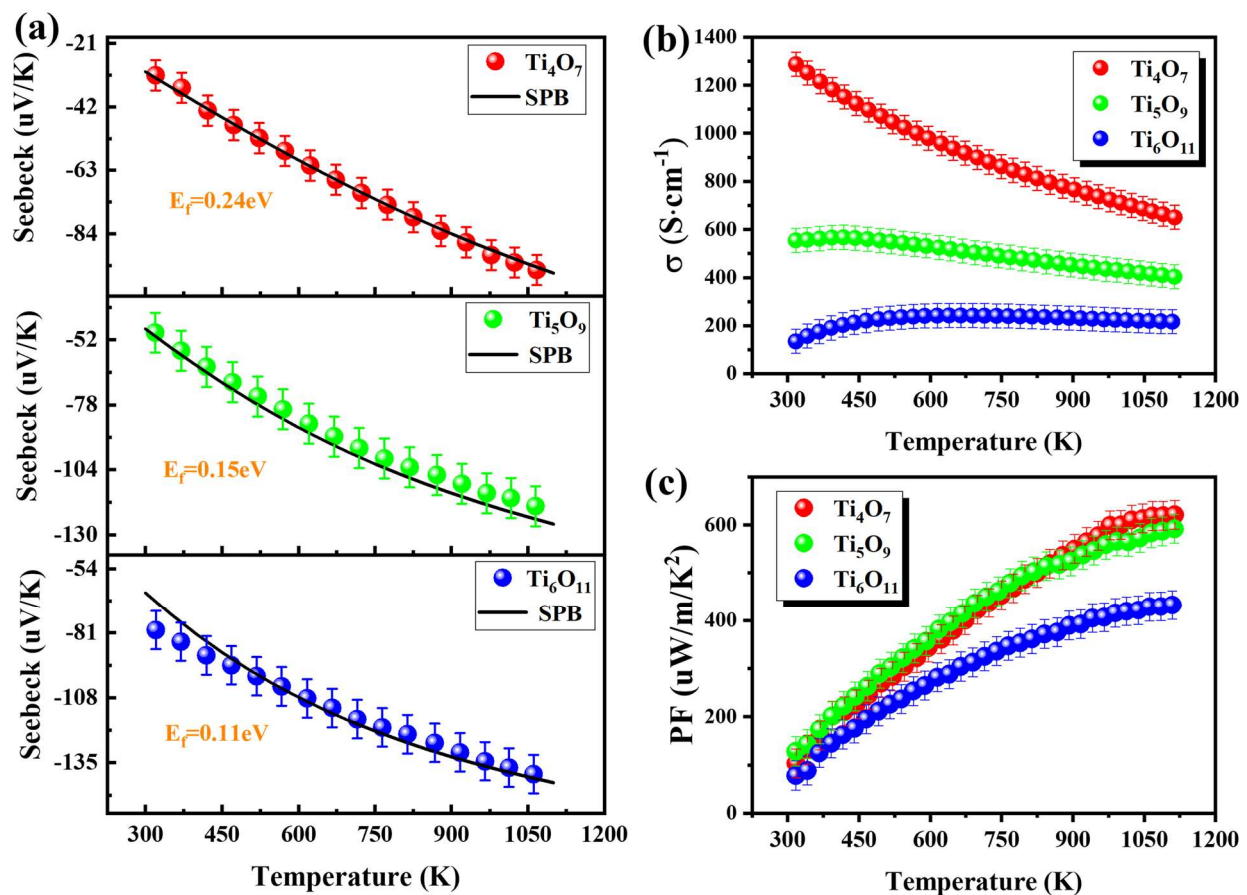 (a)
Seebeck (uV/K)
-21
-42
-63
-84
Ti₄O₇
SPB
E_f=0.24eV
Seebeck (uV/K)
-52
-78
-104
-130
Ti₅O₉
SPB
E_f=0.15eV
Seebeck (uV/K)
-54
-81
-108
-135
Ti₆O₁₁
SPB
E_f=0.11eV
300 450 600 750 900 1050 1200
Temperature (K)
(b)
σ (S·cm⁻¹)
1400
1200
1000
800
600
400
200
0
Ti₄O₇
Ti₅O₉
Ti₆O₁₁
300 450 600 750 900 1050 1200
Temperature (K)
(c)
PF (uW/m/K²)
600
400
200
0
Ti₄O₇
Ti₅O₉
Ti₆O₁₁
300 450 600 750 900 1050 1200
Temperature (K)